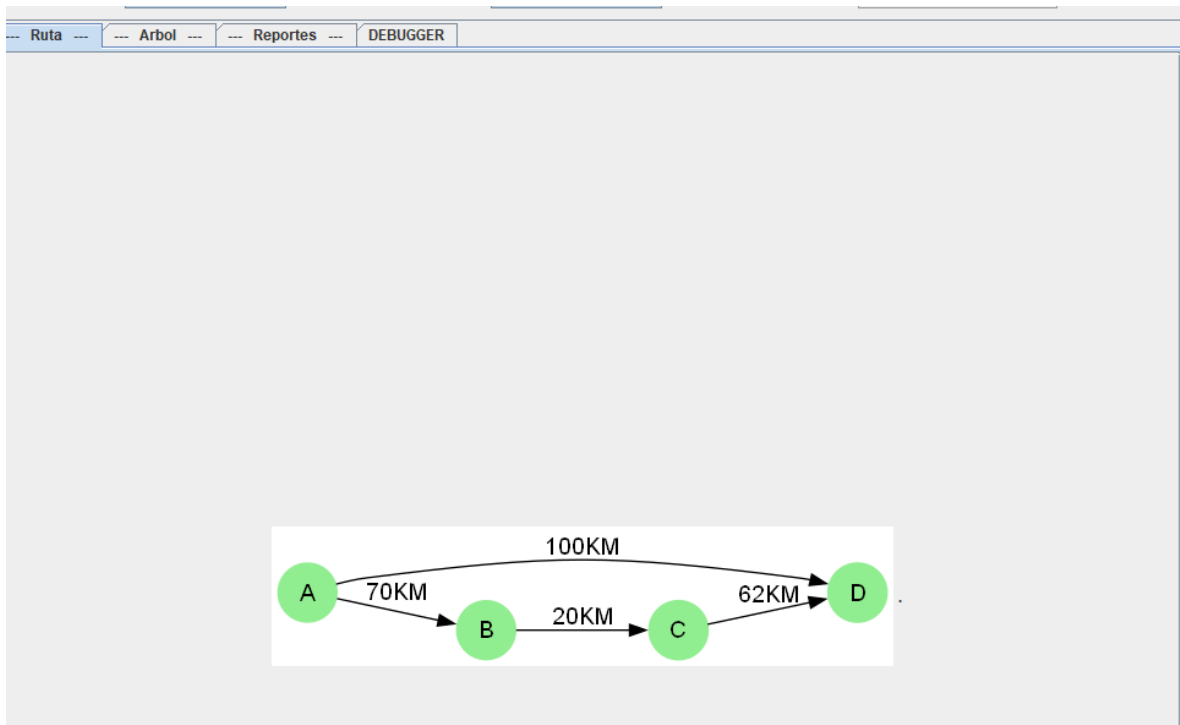 --- Ruta --- --- Arbol --- --- Reportes --- DEBUGGER
100KM
A 70KM 62KM D .
B 20KM C